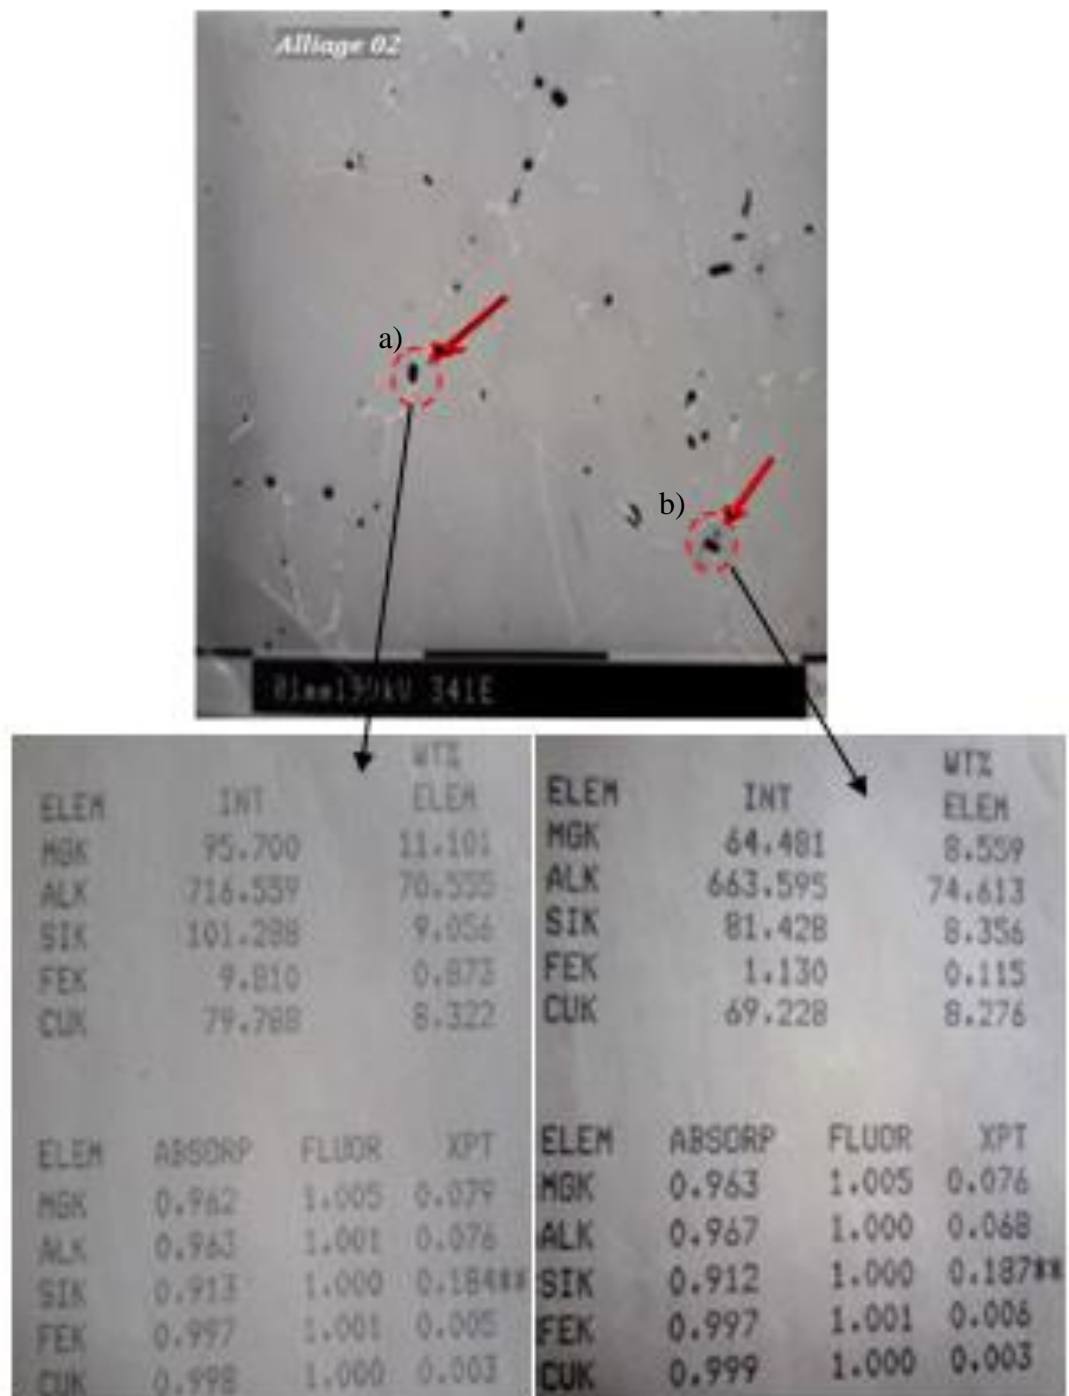 Alliage 02
a)
b)
341E
WT%
ELEM INT ELEM
MGK 95.700 11.101
ALK 716.559 70.555
SIK 101.288 9.056
FEK 9.810 0.873
CUK 79.788 8.322
ELEM ABSORP FLUOR XPT
MGK 0.962 1.005 0.079
ALK 0.963 1.001 0.076
SIK 0.913 1.000 0.184**
FEK 0.997 1.001 0.005
CUK 0.998 1.000 0.003
WT%
ELEM INT ELEM
MGK 64.481 8.559
ALK 663.595 74.613
SIK 81.428 8.356
FEK 1.130 0.115
CUK 69.228 8.276
ELEM ABSORP FLUOR XPT
MGK 0.963 1.005 0.076
ALK 0.967 1.000 0.068
SIK 0.912 1.000 0.187**
FEK 0.997 1.001 0.006
CUK 0.999 1.000 0.003